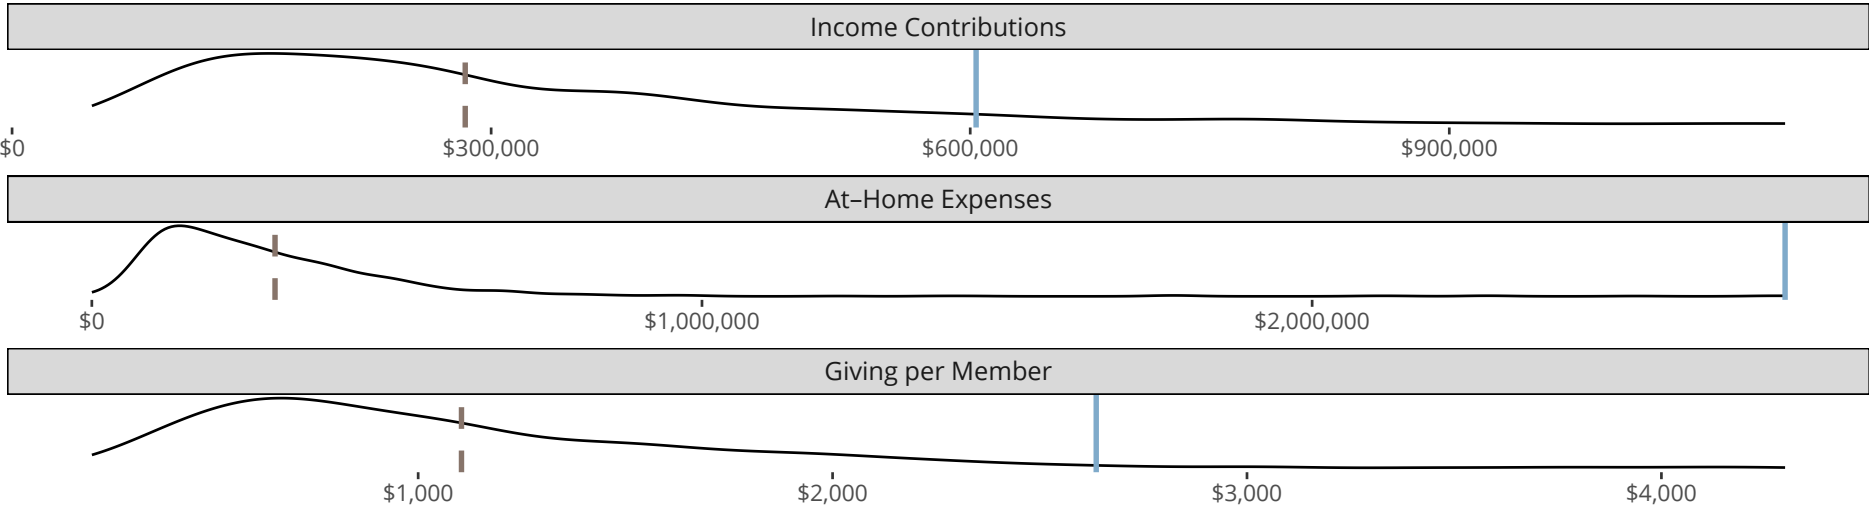 Income Contributions
$0 $300,000 $600,000 $900,000
At–Home Expenses
$0 $1,000,000 $2,000,000
Giving per Member
$1,000 $2,000 $3,000 $4,000